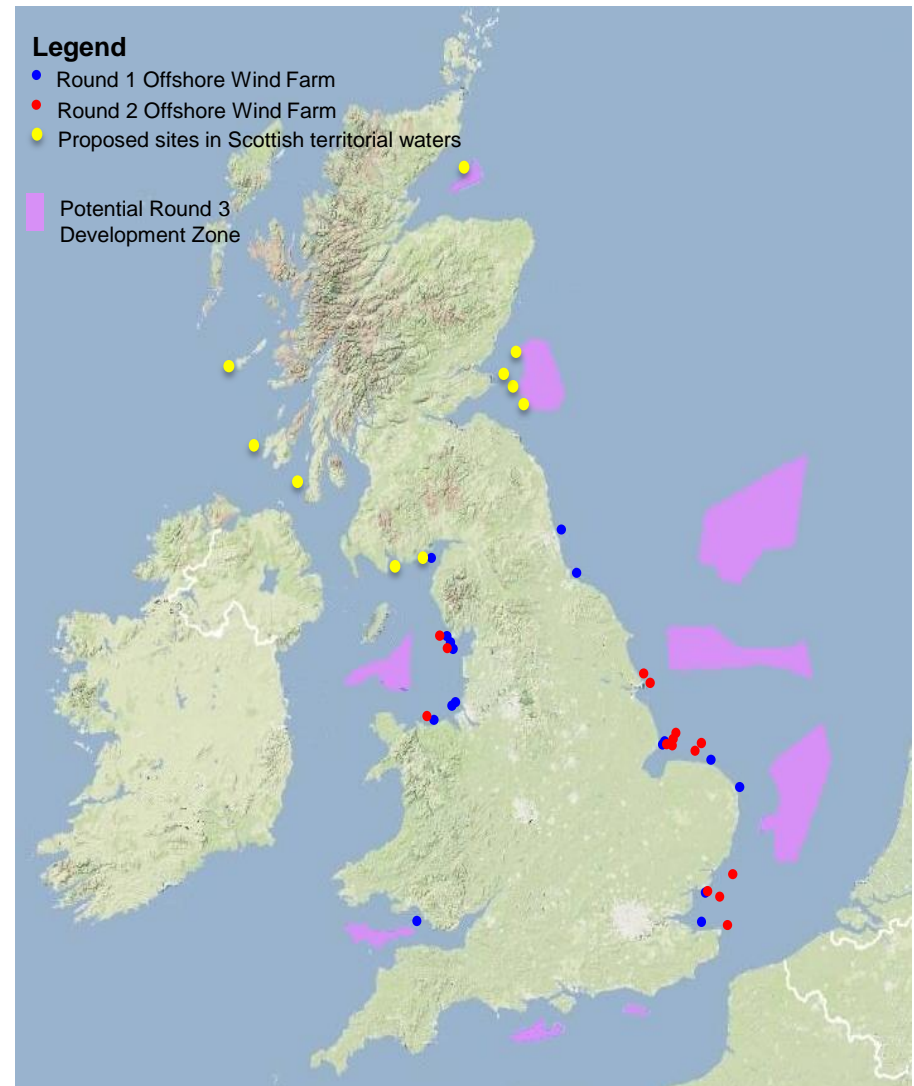 Legend
Round 1 Offshore Wind Farm
Round 2 Offshore Wind Farm
Proposed sites in Scottish territorial waters
Potential Round 3
Development Zone